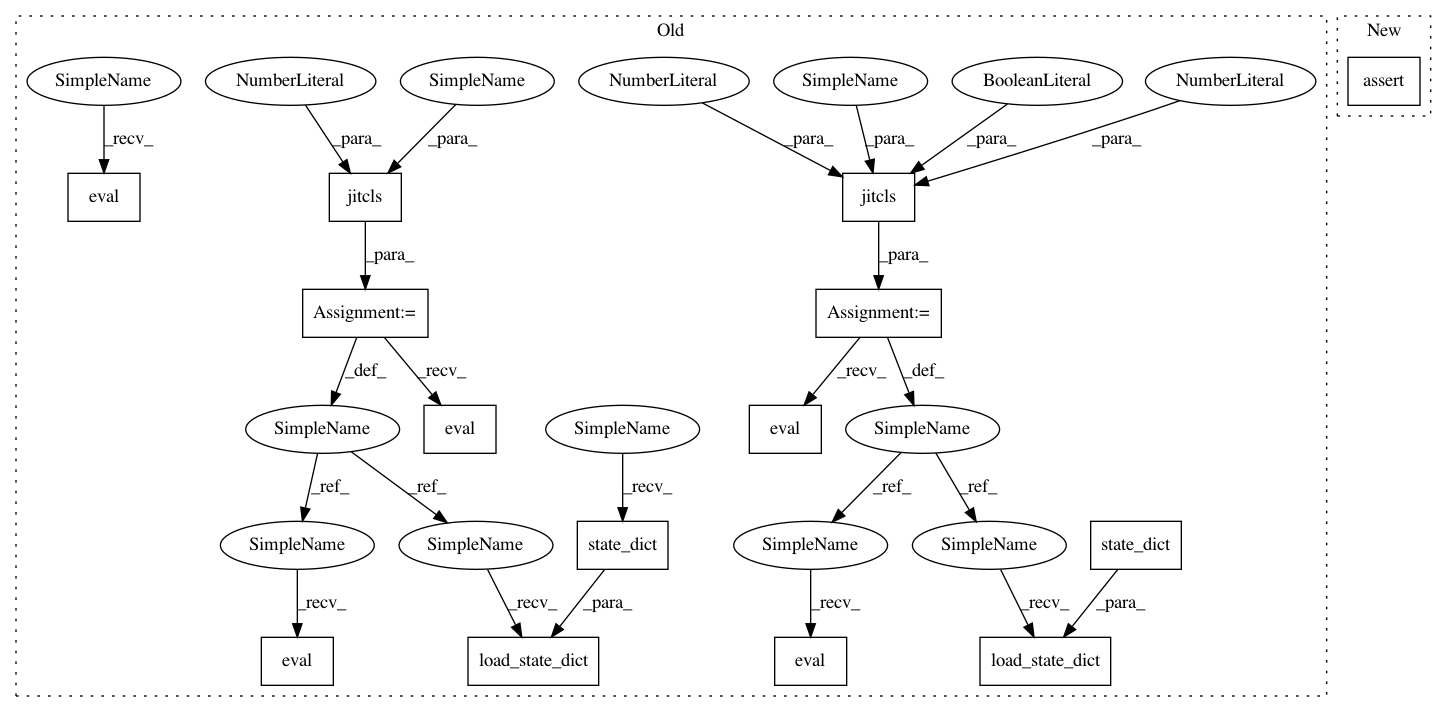 Old
New
SimpleName
NumberLiteral
SimpleName
NumberLiteral
SimpleName
BooleanLiteral
NumberLiteral
assert
_recv_
_para_
_para_
_para_
_para_
_para_
_para_
eval
jitcls
jitcls
_para_
_para_
Assignment:=
Assignment:=
_def_
_recv_
_recv_
_def_
SimpleName
eval
SimpleName
eval
SimpleName
_ref_
_ref_
_recv_
_ref_
_ref_
SimpleName
SimpleName
state_dict
SimpleName
SimpleName
state_dict
_recv_
_recv_
_para_
_recv_
_recv_
_para_
eval
load_state_dict
eval
load_state_dict